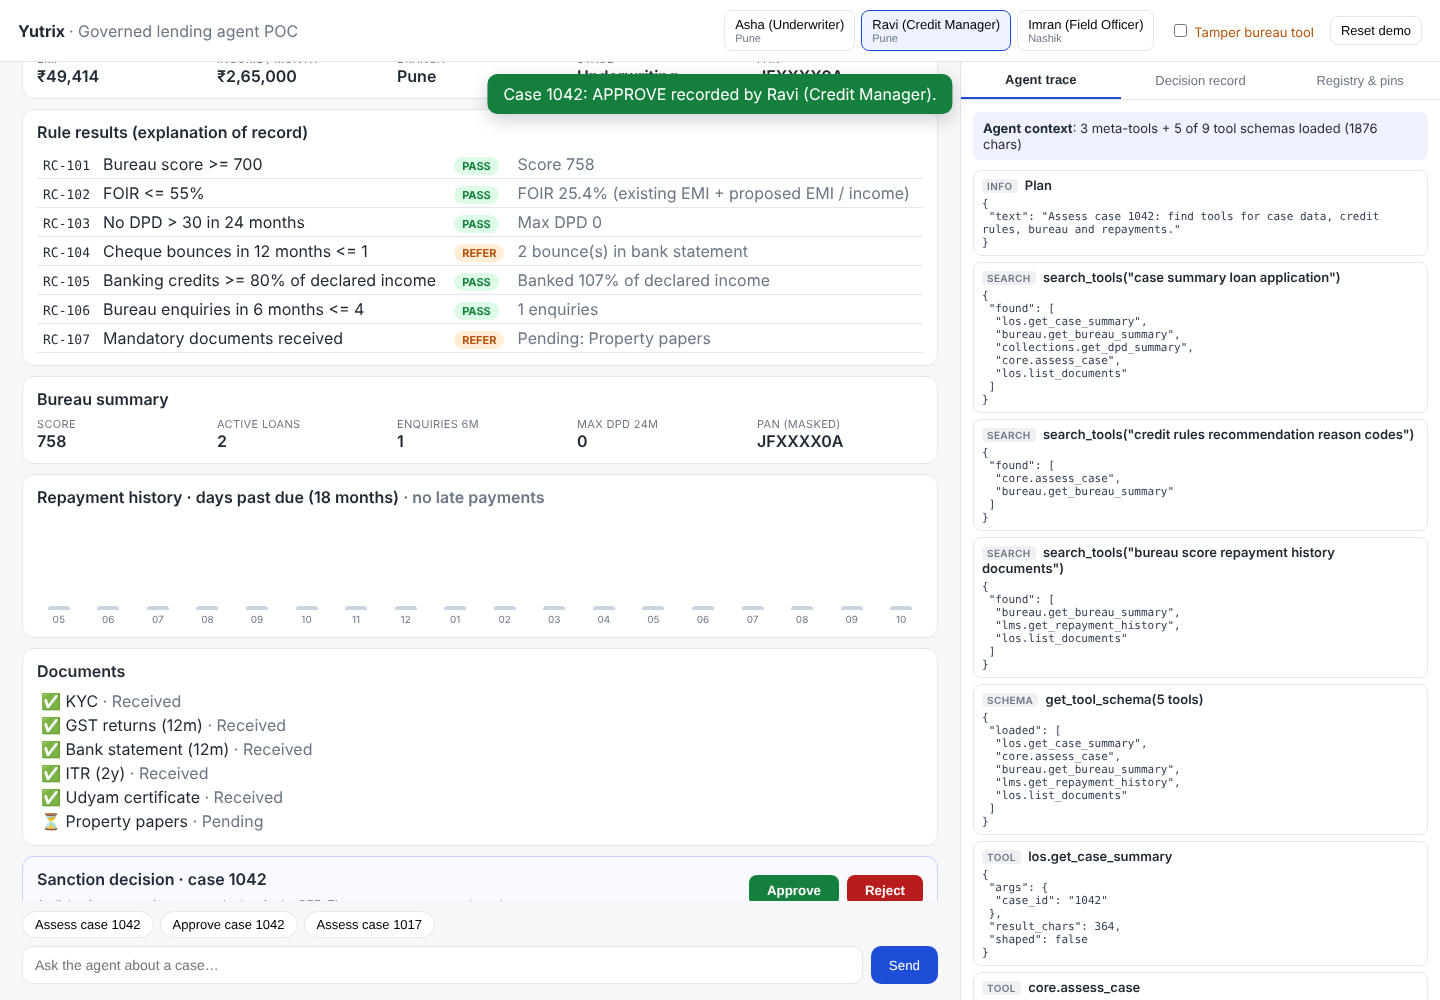 Yutrix · Governed lending agent POC
Asha (Underwriter)
Pune
Ravi (Credit Manager)
Pune
Imran (Field Officer)
Nashik
Tamper bureau tool
Reset demo
₹49,414
₹2,65,000
Pune
Case 1042: APPROVE recorded by Ravi (Credit Manager).
Rule results (explanation of record)
RC-101 Bureau score >= 700 PASS Score 758
RC-102 FOIR <= 55% PASS FOIR 25.4% (existing EMI + proposed EMI / income)
RC-103 No DPD > 30 in 24 months PASS Max DPD 0
RC-104 Cheque bounces in 12 months <= 1 REFER 2 bounce(s) in bank statement
RC-105 Banking credits >= 80% of declared income PASS Banked 107% of declared income
RC-106 Bureau enquiries in 6 months <= 4 PASS 1 enquiries
RC-107 Mandatory documents received REFER Pending: Property papers
Bureau summary
SCORE
758
ACTIVE LOANS
2
ENQUIRIES 6M
1
MAX DPD 24M
0
PAN (MASKED)
JFXXXX0A
Repayment history · days past due (18 months) · no late payments
05 06 07 08 09 10 11 12 01 02 03 04 05 06 07 08 09 10
Documents
✅ KYC · Received
✅ GST returns (12m) · Received
✅ Bank statement (12m) · Received
✅ ITR (2y) · Received
✅ Udyam certificate · Received
⏳ Property papers · Pending
Sanction decision · case 1042
Approve
Reject
Assess case 1042
Approve case 1042
Assess case 1017
Ask the agent about a case…
Send
Agent trace
Decision record
Registry & pins
Agent context: 3 meta-tools + 5 of 9 tool schemas loaded (1876
chars)
INFO Plan
{
"text": "Assess case 1042: find tools for case data, credit
rules, bureau and repayments."
}
SEARCH search_tools("case summary loan application")
{
"found": [
"los.get_case_summary",
"bureau.get_bureau_summary",
"collections.get_dpd_summary",
"core.assess_case",
"los.list_documents"
]
}
SEARCH search_tools("credit rules recommendation reason codes")
{
"found": [
"core.assess_case",
"bureau.get_bureau_summary"
]
}
SEARCH search_tools("bureau score repayment history
documents")
{
"found": [
"bureau.get_bureau_summary",
"lms.get_repayment_history",
"los.list_documents"
]
}
SCHEMA get_tool_schema(5 tools)
{
"loaded": [
"los.get_case_summary",
"core.assess_case",
"bureau.get_bureau_summary",
"lms.get_repayment_history",
"los.list_documents"
]
}
TOOL los.get_case_summary
{
"args": {
"case_id": "1042"
},
"result_chars": 364,
"shaped": false
}
TOOL core.assess_case